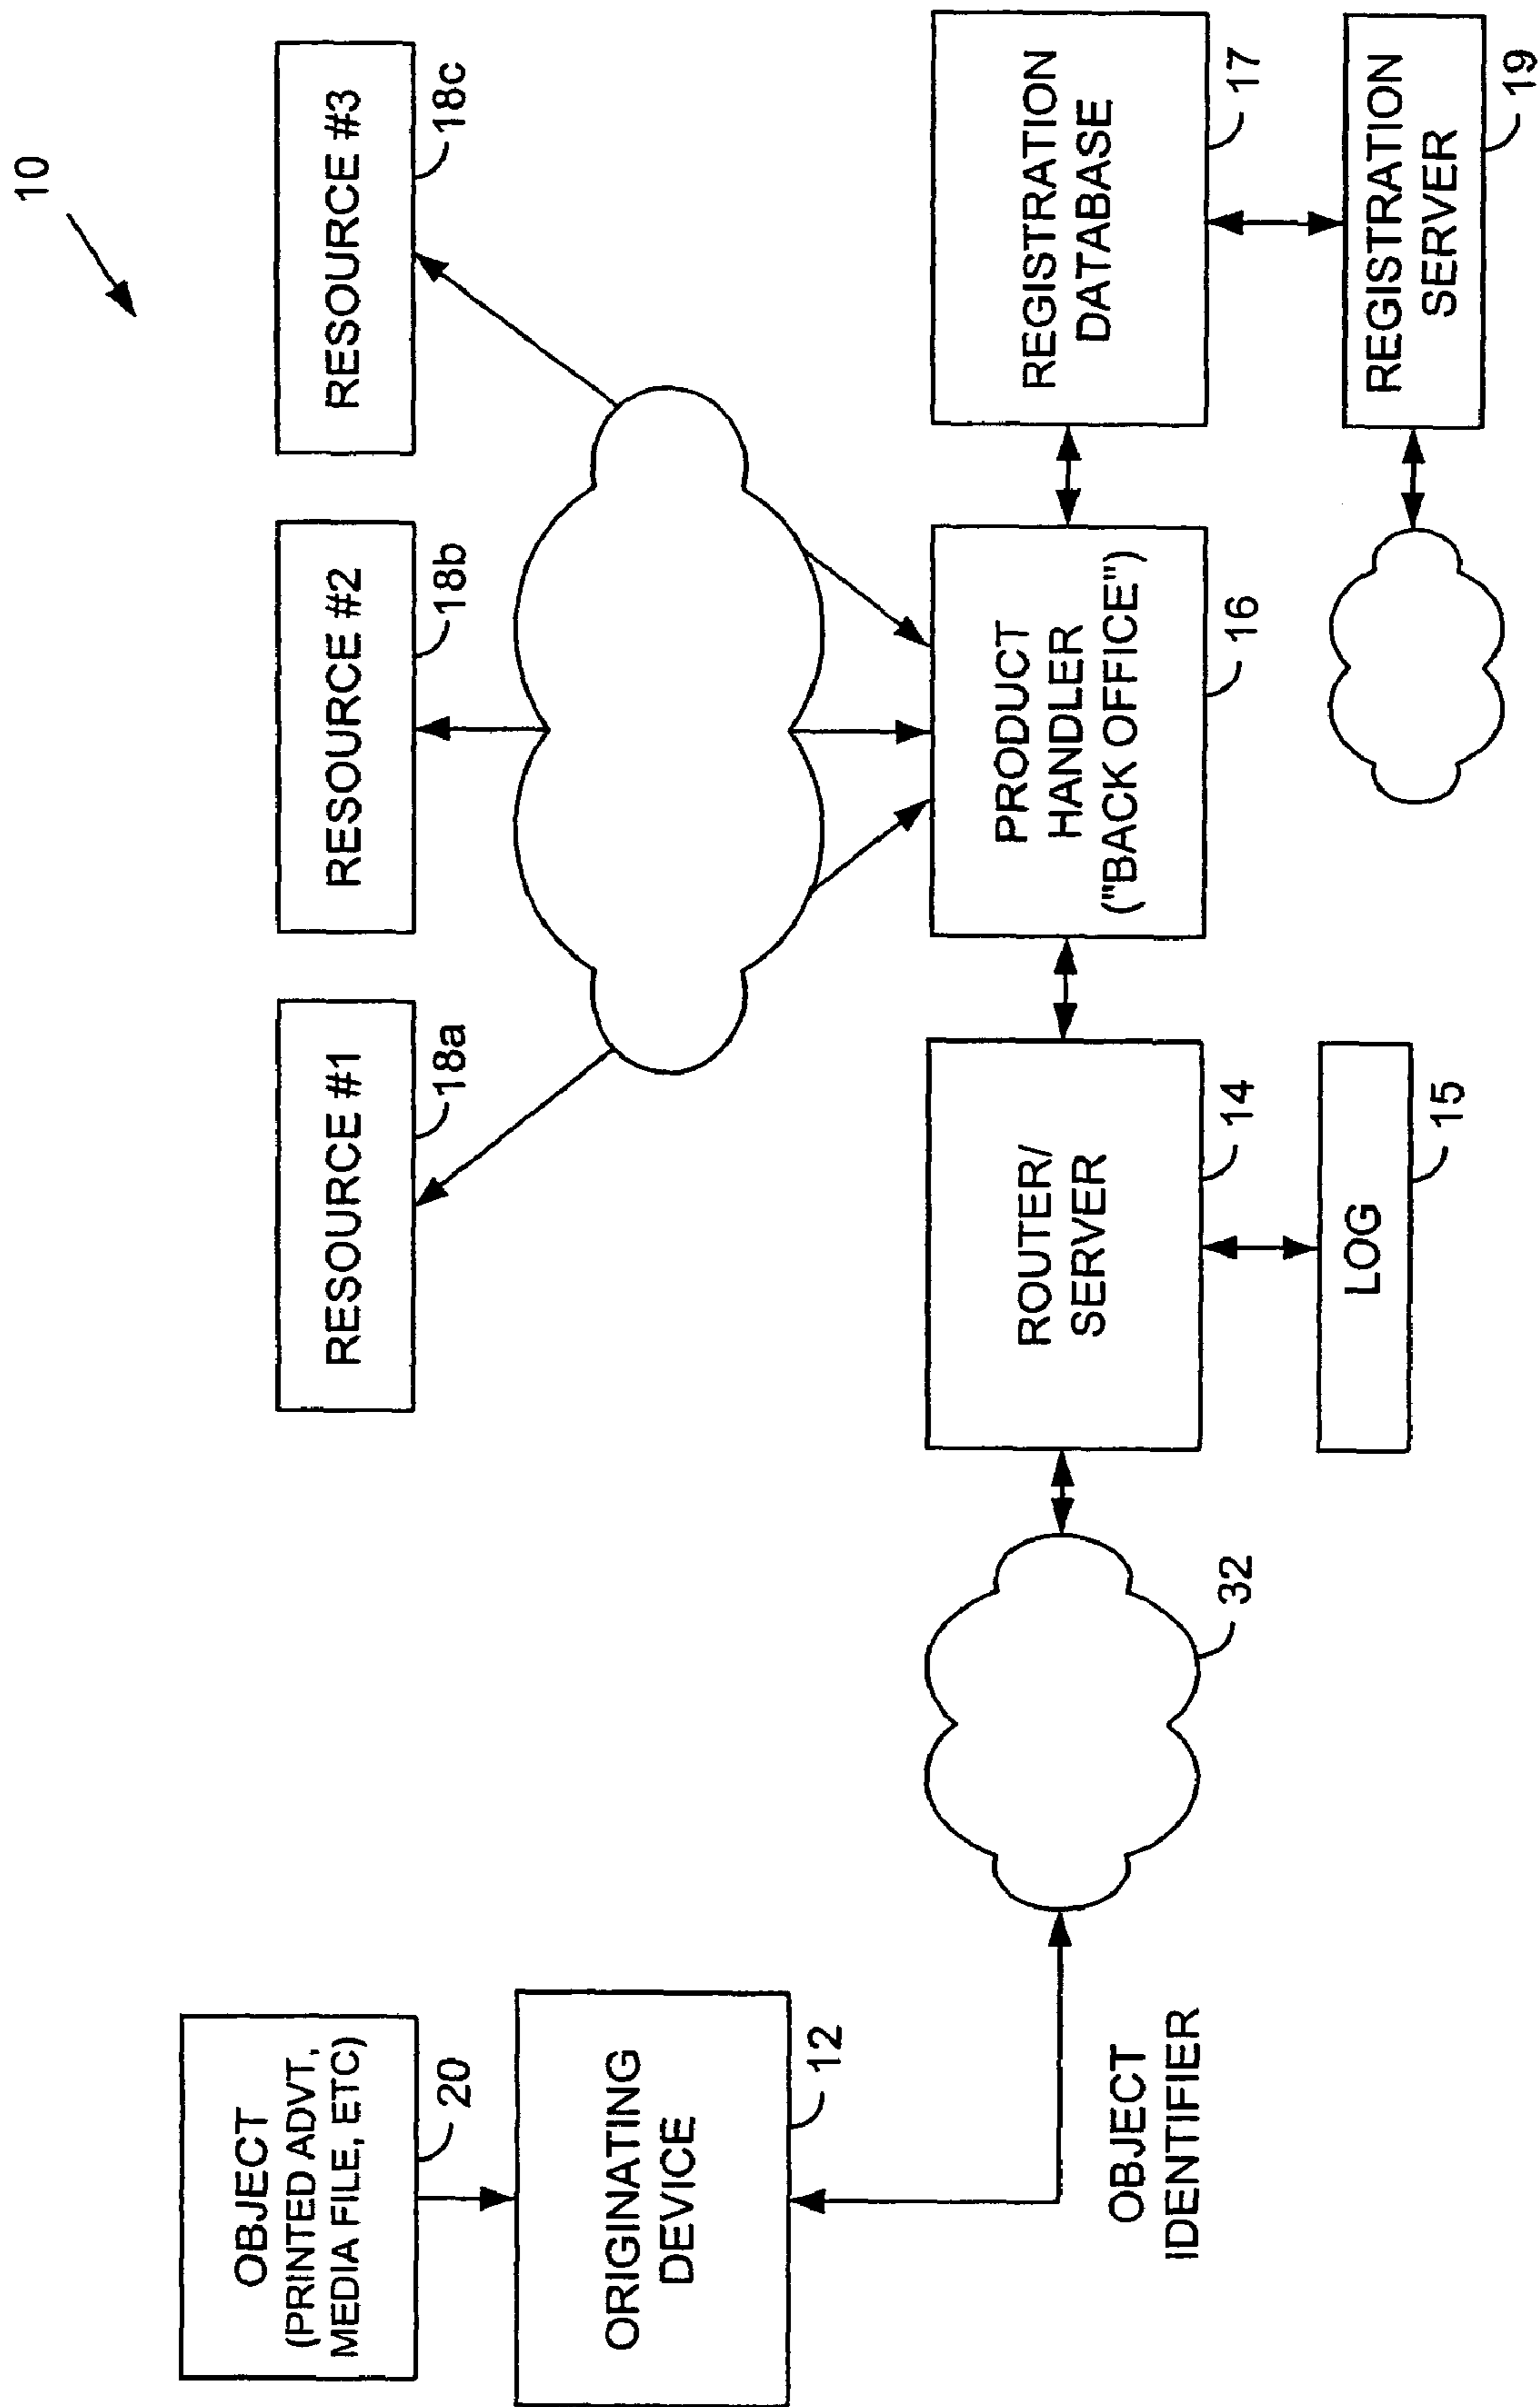 10
RESOURCE #1
18a
RESOURCE #2
18b
RESOURCE #3
18c
OBJECT
(PRINTED ADVT,
MEDIA FILE, ETC)
20
ORIGINATING
DEVICE
12
OBJECT
IDENTIFIER
32
ROUTER/
SERVER
14
LOG
15
PRODUCT
HANDLER
("BACK OFFICE")
16
REGISTRATION
DATABASE
17
REGISTRATION
SERVER
19